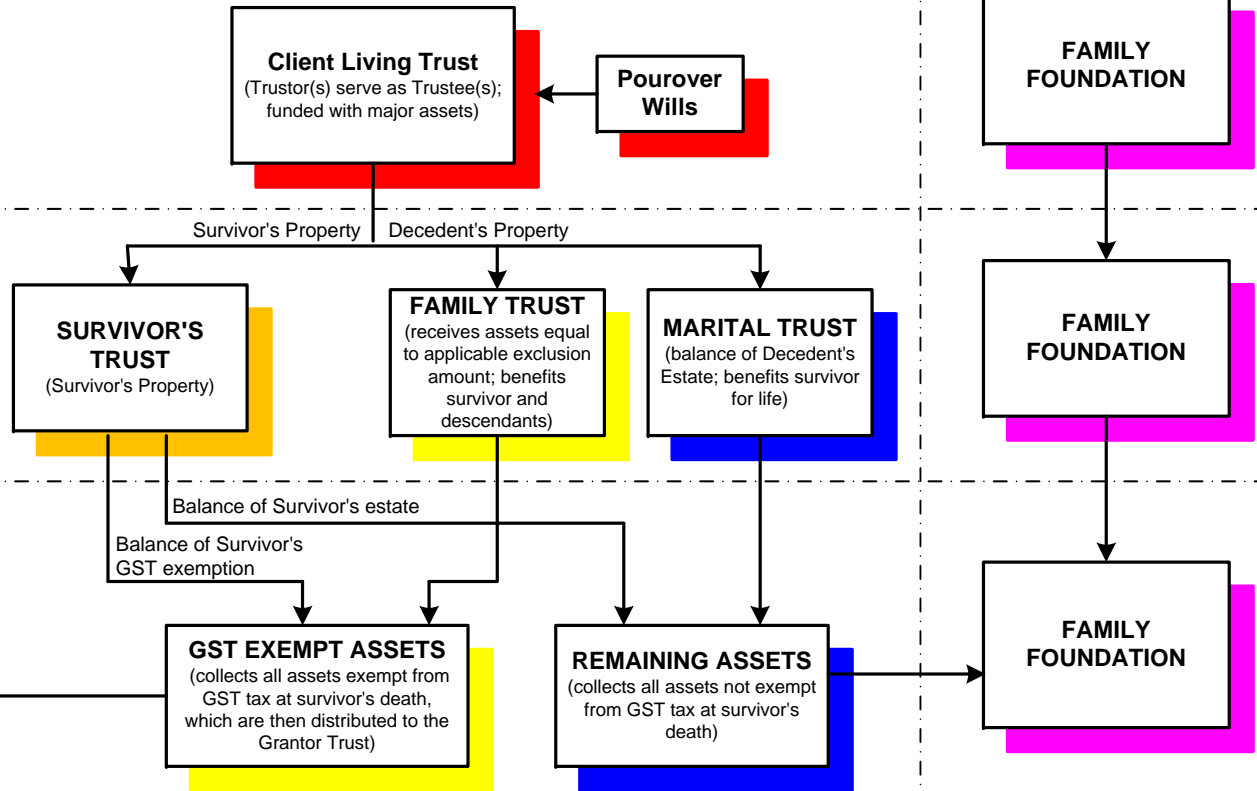 Client Living Trust
(Trustor(s) serve as Trustee(s);
funded with major assets)
Pourover
Wills
FAMILY
FOUNDATION
Survivor's Property
Decedent's Property
SURVIVOR'S
TRUST
(Survivor's Property)
FAMILY TRUST
(receives assets equal
to applicable exclusion
amount; benefits
survivor and
descendants)
MARITAL TRUST
(balance of Decedent's
Estate; benefits survivor
for life)
FAMILY
FOUNDATION
Balance of Survivor's estate
Balance of Survivor's
GST exemption
GST EXEMPT ASSETS
(collects all assets exempt from
GST tax at survivor's death,
which are then distributed to the
Grantor Trust)
REMAINING ASSETS
(collects all assets not exempt
from GST tax at survivor's
death)
FAMILY
FOUNDATION